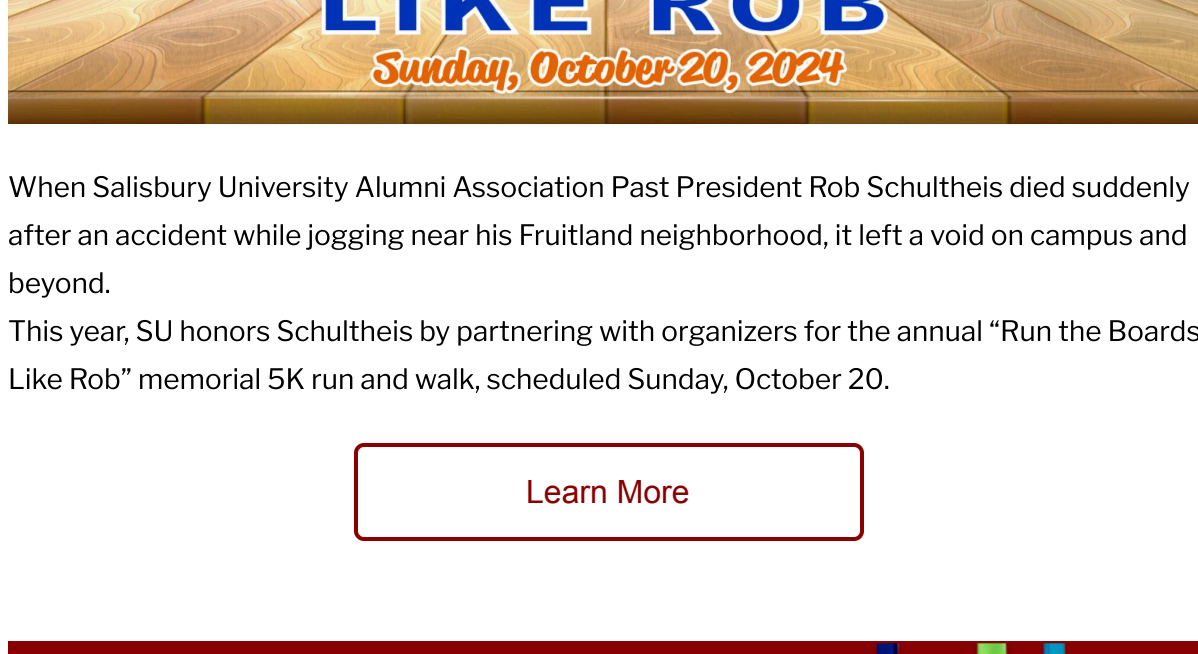 LIKE ROB
Sunday, October 20, 2024
When Salisbury University Alumni Association Past President Rob Schultheis died suddenly
after an accident while jogging near his Fruitland neighborhood, it left a void on campus and
beyond.
This year, SU honors Schultheis by partnering with organizers for the annual “Run the Boards
Like Rob” memorial 5K run and walk, scheduled Sunday, October 20.
Learn More